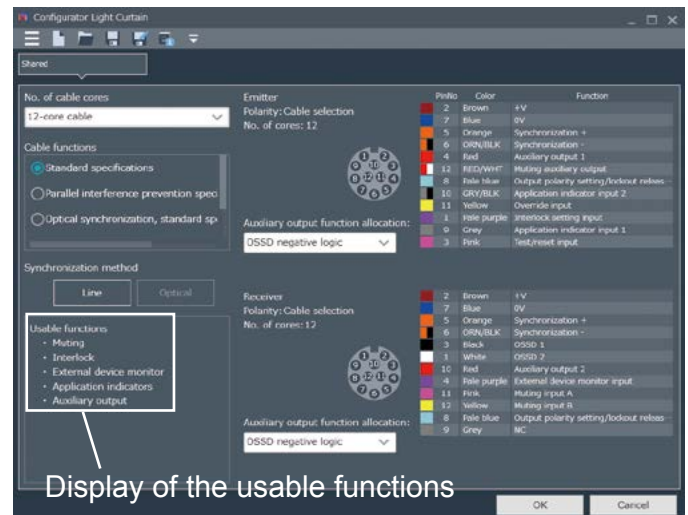 Configurator Light Curtain
Shared
No. of cable cores
12-core cable
Cable functions
Standard specifications
Parallel interference prevention speci
Optical synchronization, standard sp
Synchronization method
Line Optical
Usable functions
・ Muting
・ Interlock
・ External device monitor
・ Application indicators
・ Auxiliary output
Emitter
Polarity: Cable selection
No. of cores: 12
Auxiliary output function allocation:
OSSD negative logic
PinNo Color Function
2 Brown +V
7 Blue 0V
5 Orange Synchronization +
6 ORN/BLK Synchronization -
4 Red Auxiliary output 1
12 RED/WHT Muting auxiliary output
8 Pale blue Output polarity setting/lockout releas
10 GRY/BLK Application indicator input 2
11 Yellow Override input
1 Pale purple Interlock setting input
9 Grey Application indicator input 1
3 Pink Test/reset input
Receiver
Polarity: Cable selection
No. of cores: 12
Auxiliary output function allocation:
OSSD negative logic
2 Brown +V
7 Blue 0V
5 Orange Synchronization +
6 ORN/BLK Synchronization -
3 Black OSSD 1
1 White OSSD 2
10 Red Auxiliary output 2
4 Pale purple External device monitor input
11 Pink Muting input A
12 Yellow Muting input B
8 Pale blue Output polarity setting/lockout releas
9 Grey NC
Display of the usable functions
OK Cancel